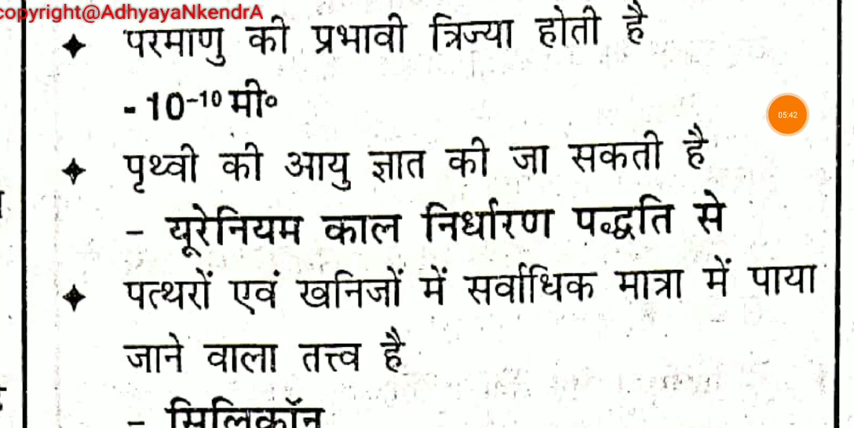 copyright@AdhyayaNkendrA
✦ परमाणु की प्रभावी त्रिज्या होती है
- 10⁻¹⁰ मी॰
05:42
✦ पृथ्वी की आयु ज्ञात की जा सकती है
- यूरेनियम काल निर्धारण पद्धति से
✦ पत्थरों एवं खनिजों में सर्वाधिक मात्रा में पाया
जाने वाला तत्त्व है
- सिलिकॉन